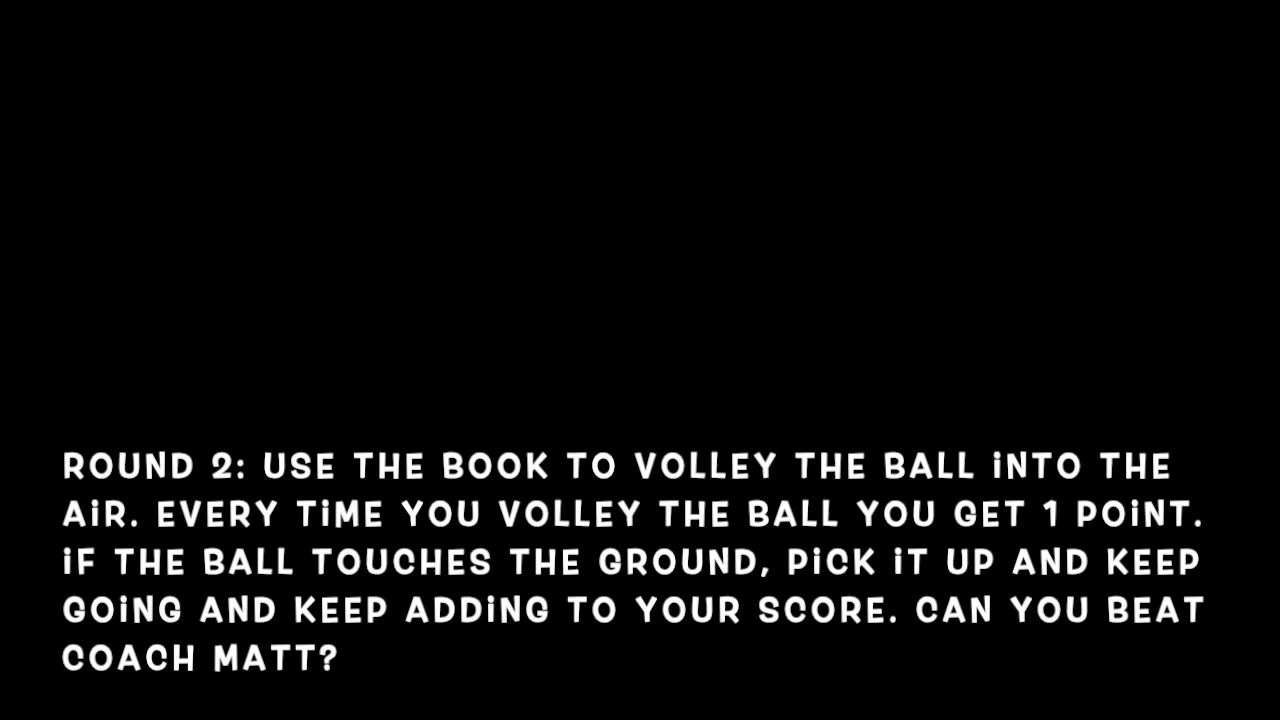 ROUND 2: USE THE BOOK TO VOLLEY THE BALL iNTO THE
AiR. EVERY TiME YOU VOLLEY THE BALL YOU GET 1 POiNT.
iF THE BALL TOUCHES THE GROUND, PiCK iT UP AND KEEP
GOiNG AND KEEP ADDiNG TO YOUR SCORE. CAN YOU BEAT
COACH MATT?